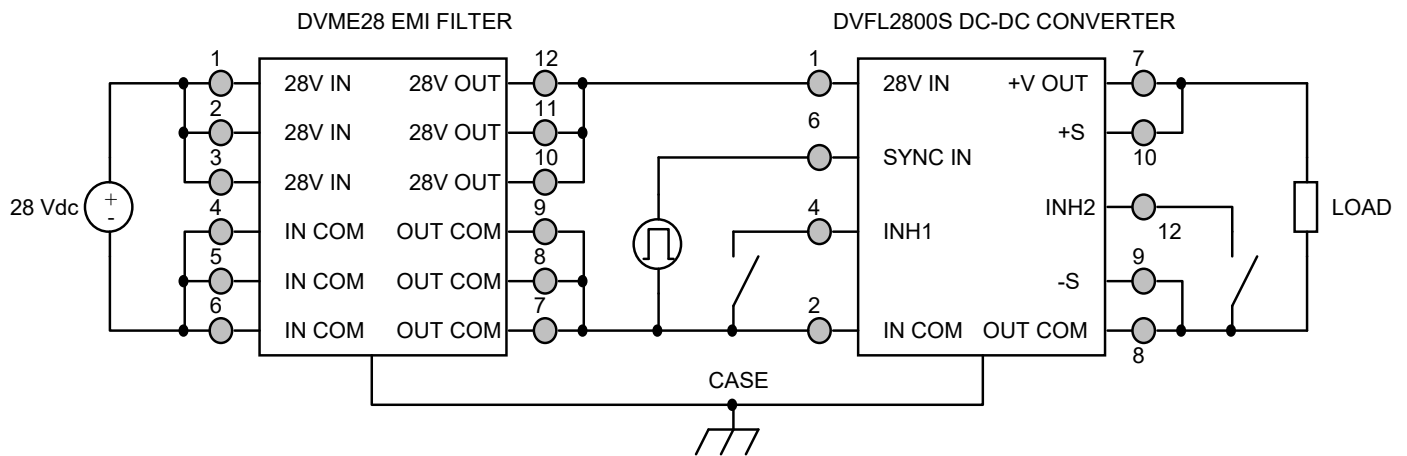 DVME28 EMI FILTER
DVFL2800S DC-DC CONVERTER
1 28V IN 28V OUT 12
2 28V IN 28V OUT 11
3 28V IN 28V OUT 10
4 IN COM OUT COM 9
5 IN COM OUT COM 8
6 IN COM OUT COM 7
28 Vdc
+
-
1 28V IN +V OUT 7
+S 10
6 SYNC IN
4 INH1 INH2 12
-S 9
2 IN COM OUT COM 8
LOAD
CASE